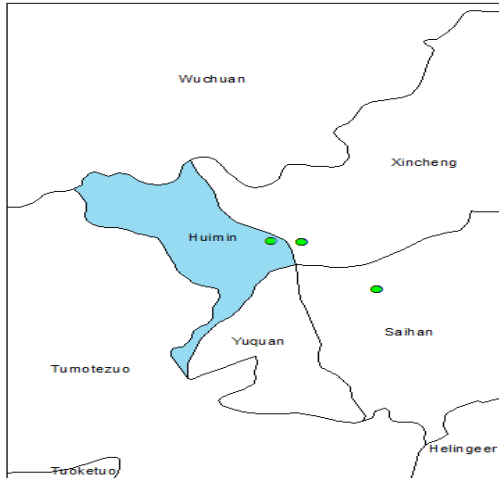 Wuchuan
Xincheng
Huimin
Saihan
Yuquan
Tumotezuo
Helingeer
Tuoketuo